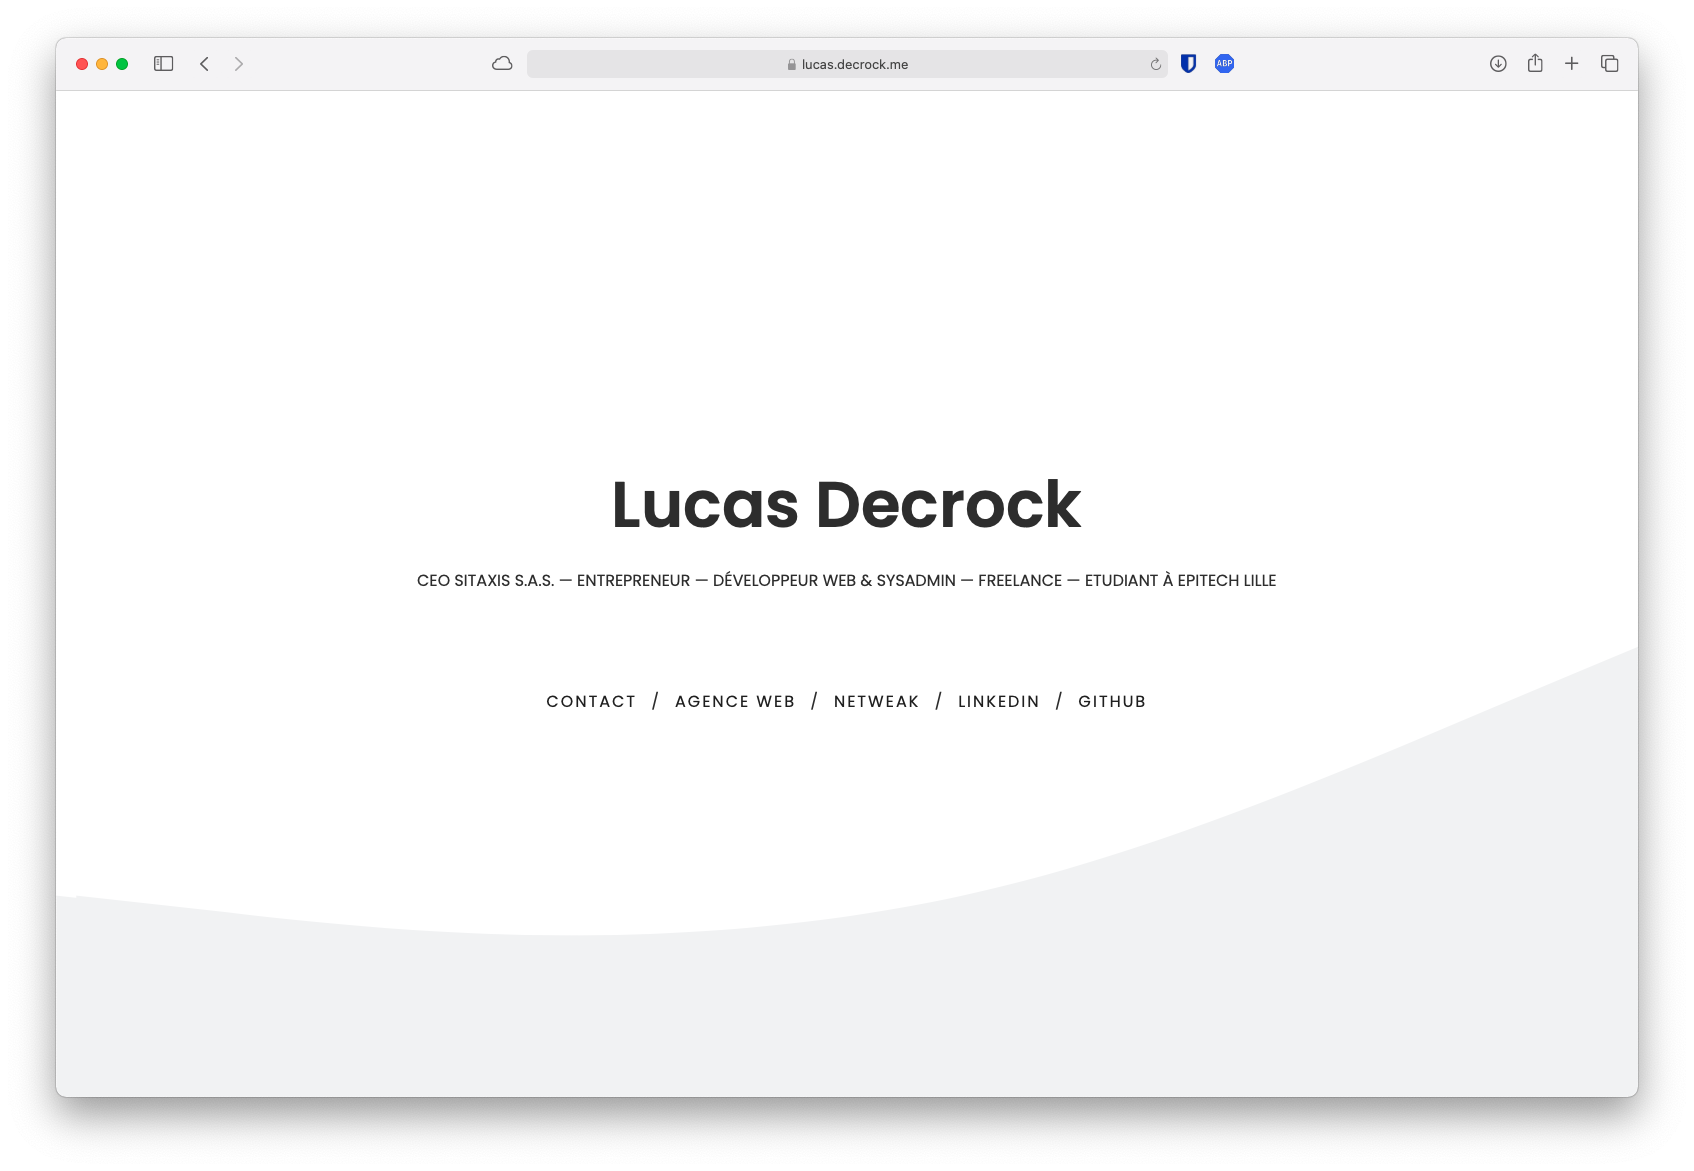 lucas.decrock.me
ABP
Lucas Decrock
CEO SITAXIS S.A.S. — ENTREPRENEUR — DÉVELOPPEUR WEB & SYSADMIN — FREELANCE — ETUDIANT À EPITECH LILLE
CONTACT / AGENCE WEB / NETWEAK / LINKEDIN / GITHUB